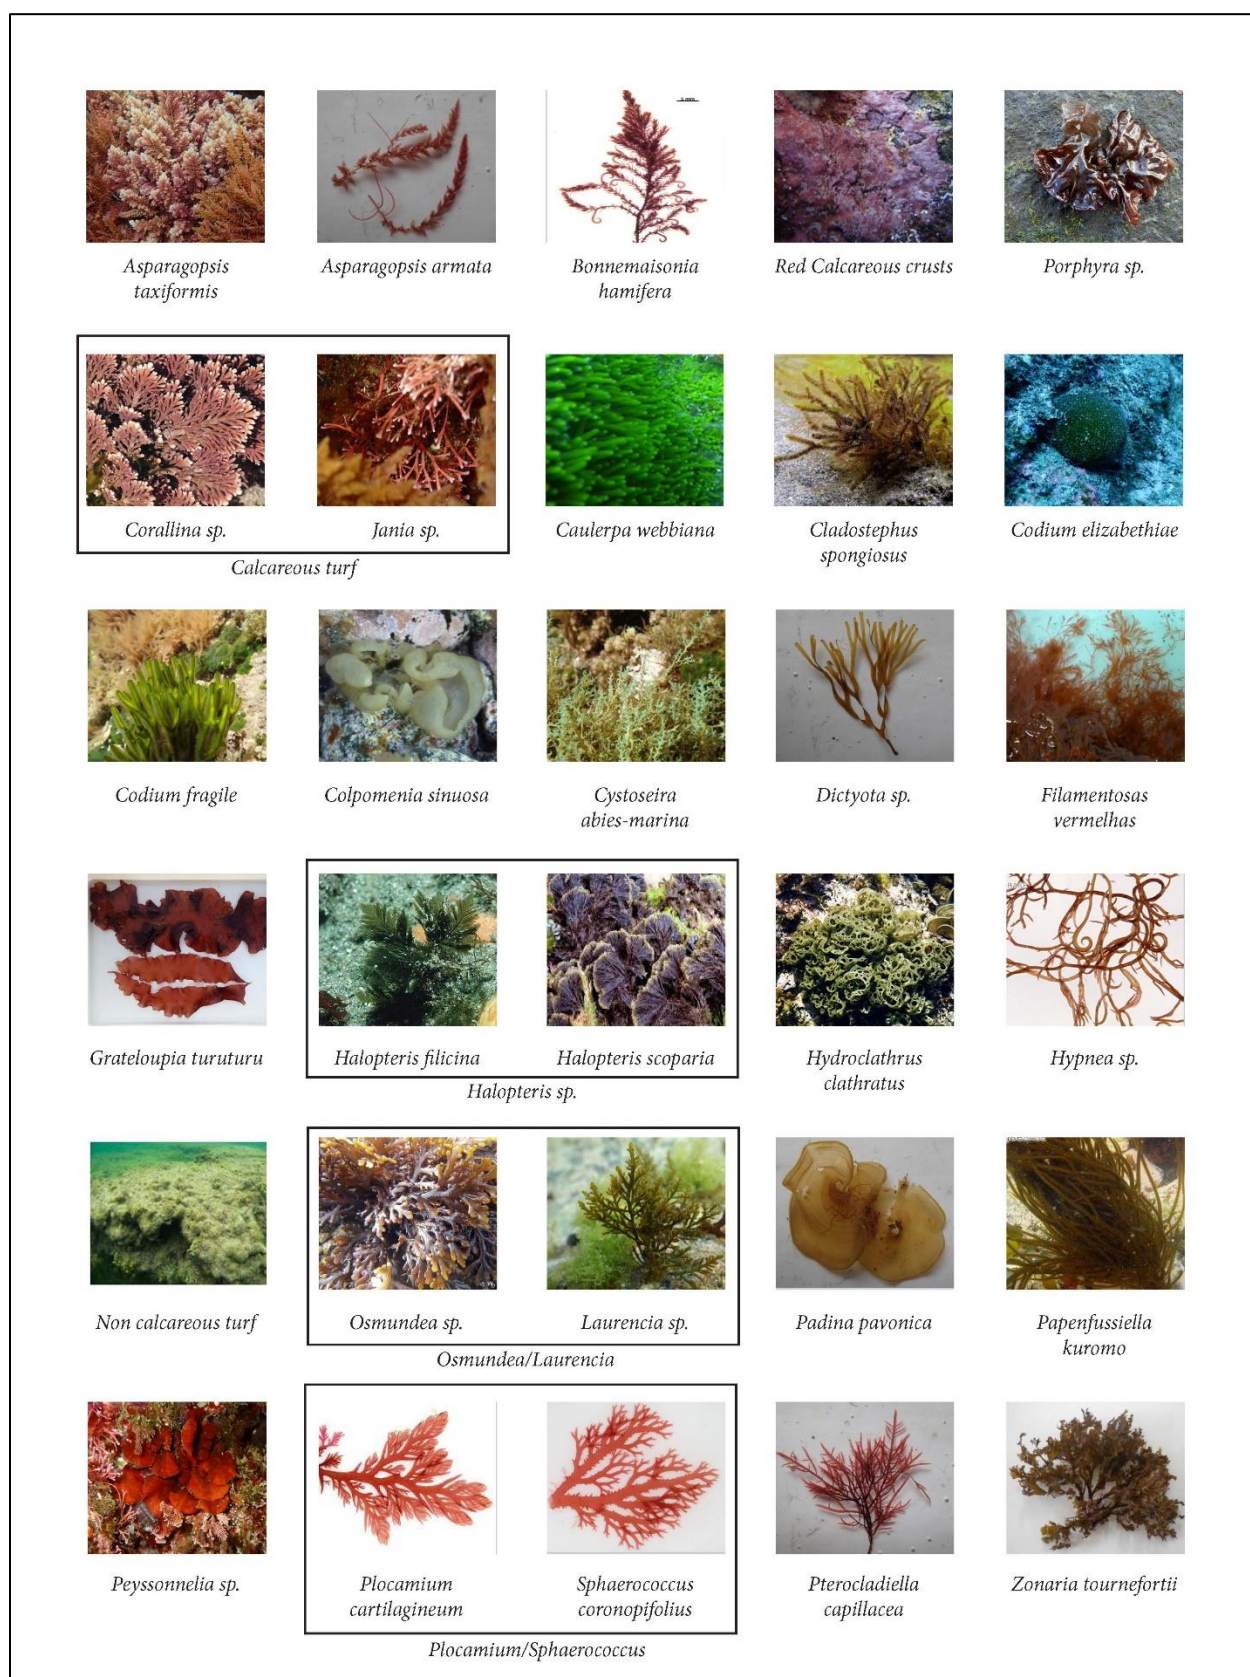 Asparagopsis
taxiformis
Asparagopsis armata
Bonnemaisonia
hamifera
Red Calcareous crusts
Porphyra sp.
Corallina sp.
Jania sp.
Calcareous turf
Caulerpa webbiana
Cladostephus
spongiosus
Codium elizabethiae
Codium fragile
Colpomenia sinuosa
Cystoseira
abies-marina
Dictyota sp.
Filamentosas
vermelhas
Grateloupia turuturu
Halopteris filicina
Halopteris scoparia
Halopteris sp.
Hydroclathrus
clathratus
Hypnea sp.
Non calcareous turf
Osmundea sp.
Laurencia sp.
Osmundea/Laurencia
Padina pavonica
Papenfussiella
kuromo
Peyssonnelia sp.
Plocamium
cartilagineum
Sphaerococcus
coronopifolius
Plocamium/Sphaerococcus
Pterocladiella
capillacea
Zonaria tournefortii